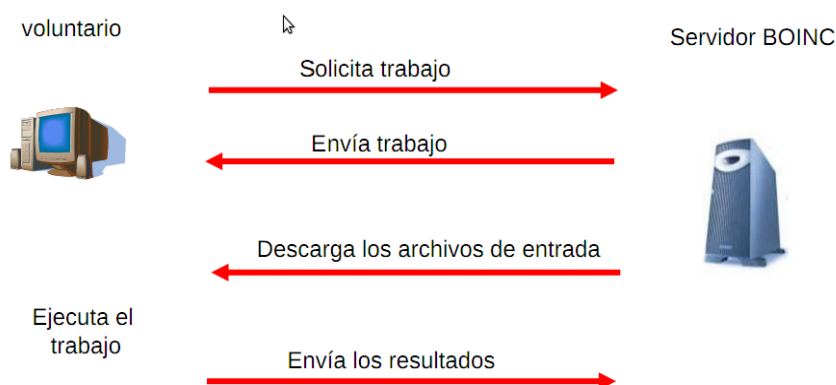 voluntario
Servidor BOINC
Solicita trabajo
Envía trabajo
Descarga los archivos de entrada
Ejecuta el
trabajo
Envía los resultados